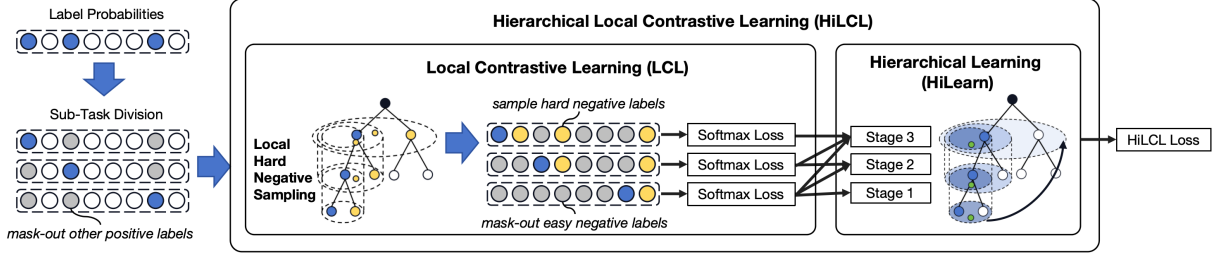 Label Probabilities
Sub-Task Division
mask-out other positive labels
Hierarchical Local Contrastive Learning (HiLCL)
Local Contrastive Learning (LCL)
Local
Hard
Negative
Sampling
sample hard negative labels
mask-out easy negative labels
Softmax Loss
Softmax Loss
Softmax Loss
Hierarchical Learning
(HiLearn)
Stage 3
Stage 2
Stage 1
HiLCL Loss